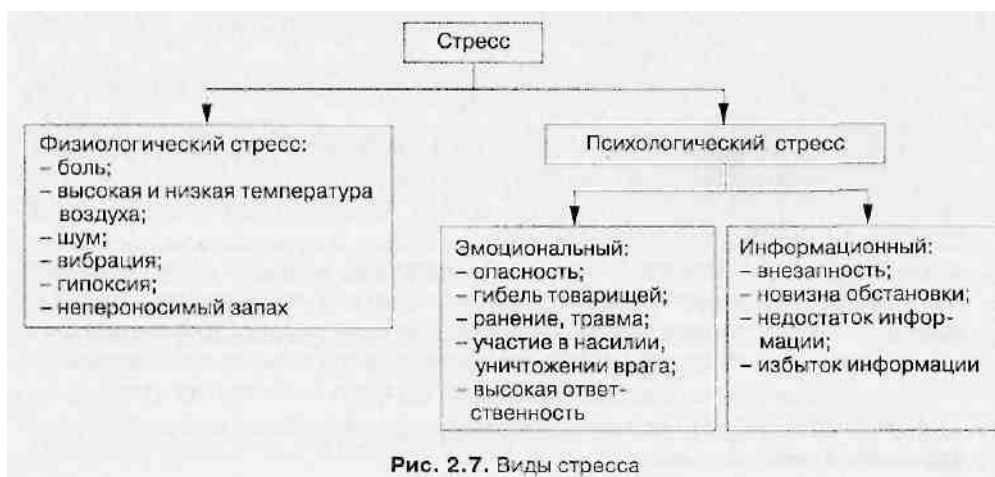 Стресс
Физиологический стресс:
– боль;
– высокая и низкая температура
воздуха;
– шум;
– вибрация;
– гипоксия;
– непереносимый запах
Психологический стресс
Эмоциональный:
– опасность;
– гибель товарищей;
– ранение, травма;
– участие в насилии,
уничтожении врага;
– высокая ответ-
ственность
Информационный:
– внезапность;
– новизна обстановки;
– недостаток инфор-
мации;
– избыток информации
Рис. 2.7. Виды стресса